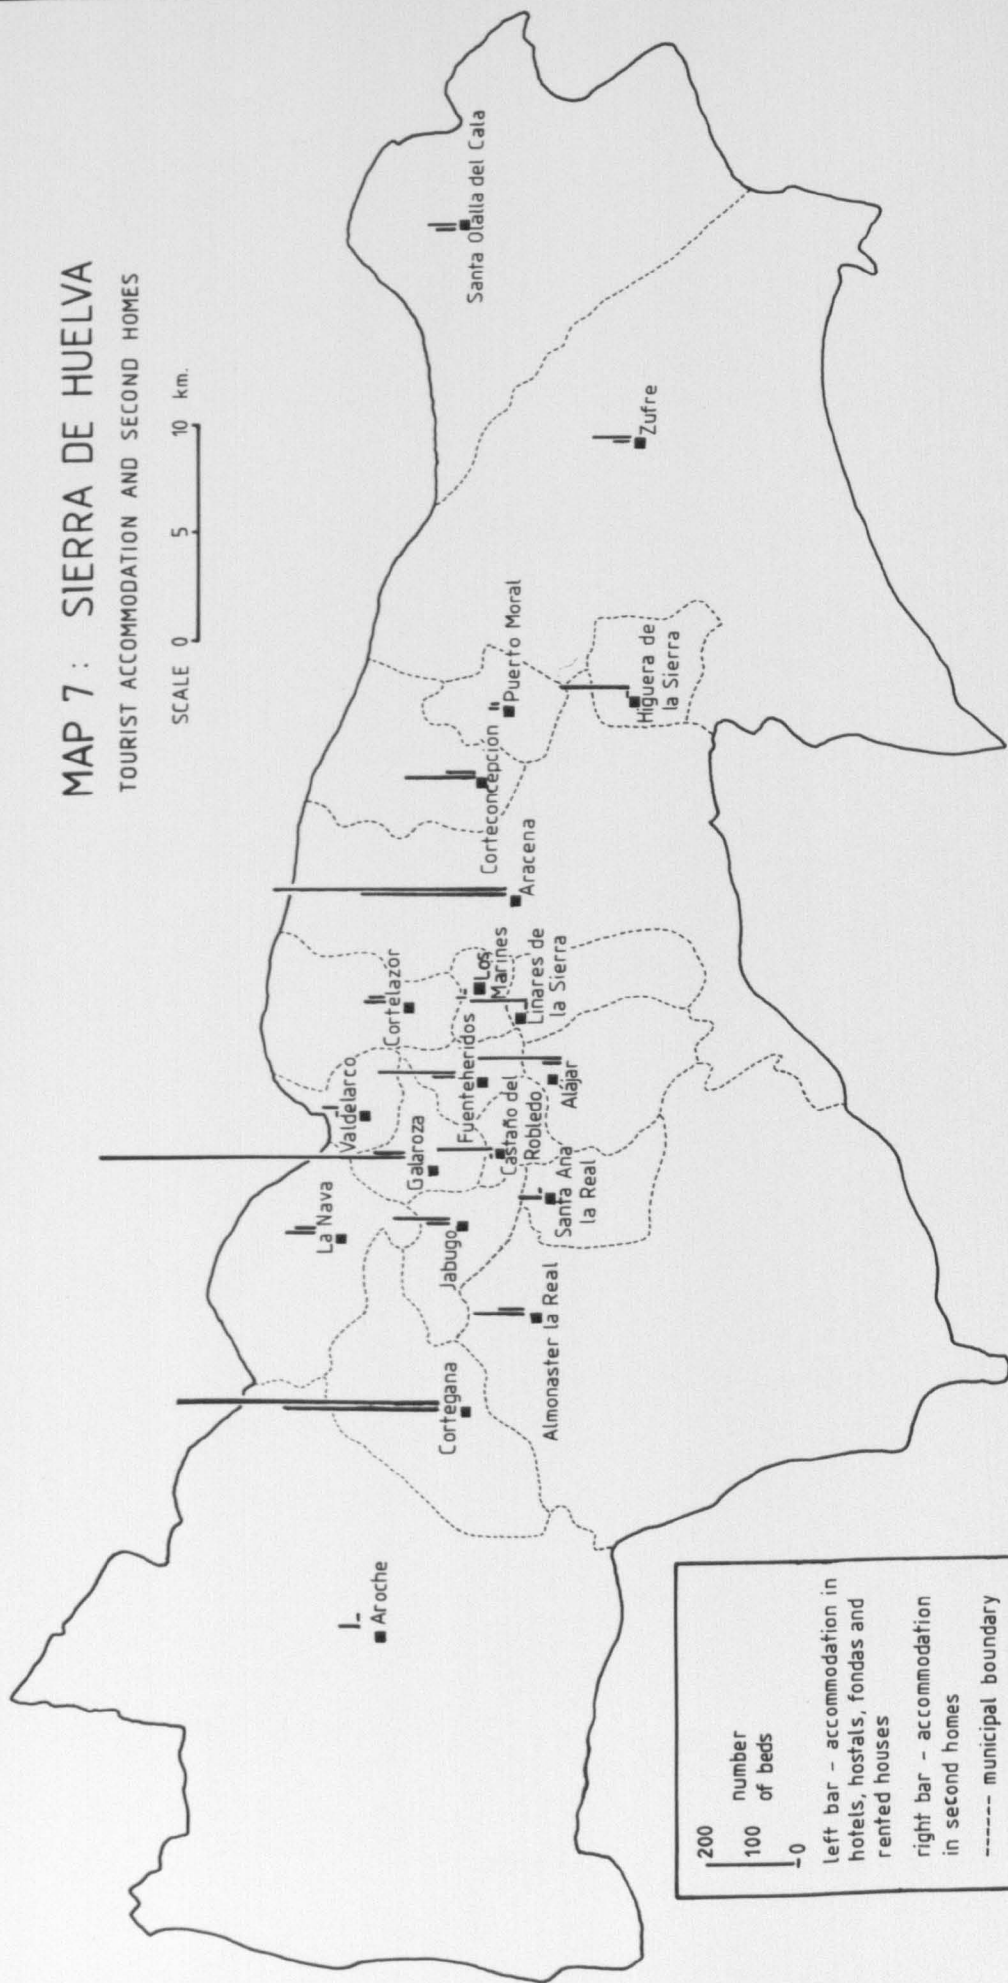 MAP 7 : SIERRA DE HUELVA
TOURIST ACCOMMODATION AND SECOND HOMES
SCALE 0 5 10 km.
Aroche
Cortegana
Almonaster la Real
La Nava
Jabugo
Santa Ana
la Real
Galaroza
Valdelarco
Castaño del
Robledo
Fuenteheridos
Alájar
Cortelazor
Los
Marines
Linares de
la Sierra
Aracena
Corteconcepcion
Puerto Moral
Higuera de
la Sierra
Zufre
Santa Olalla del Cala
200
100
0
number
of beds
left bar - accommodation in
hotels, hostals, fondas and
rented houses
right bar - accommodation
in second homes
------ municipal boundary